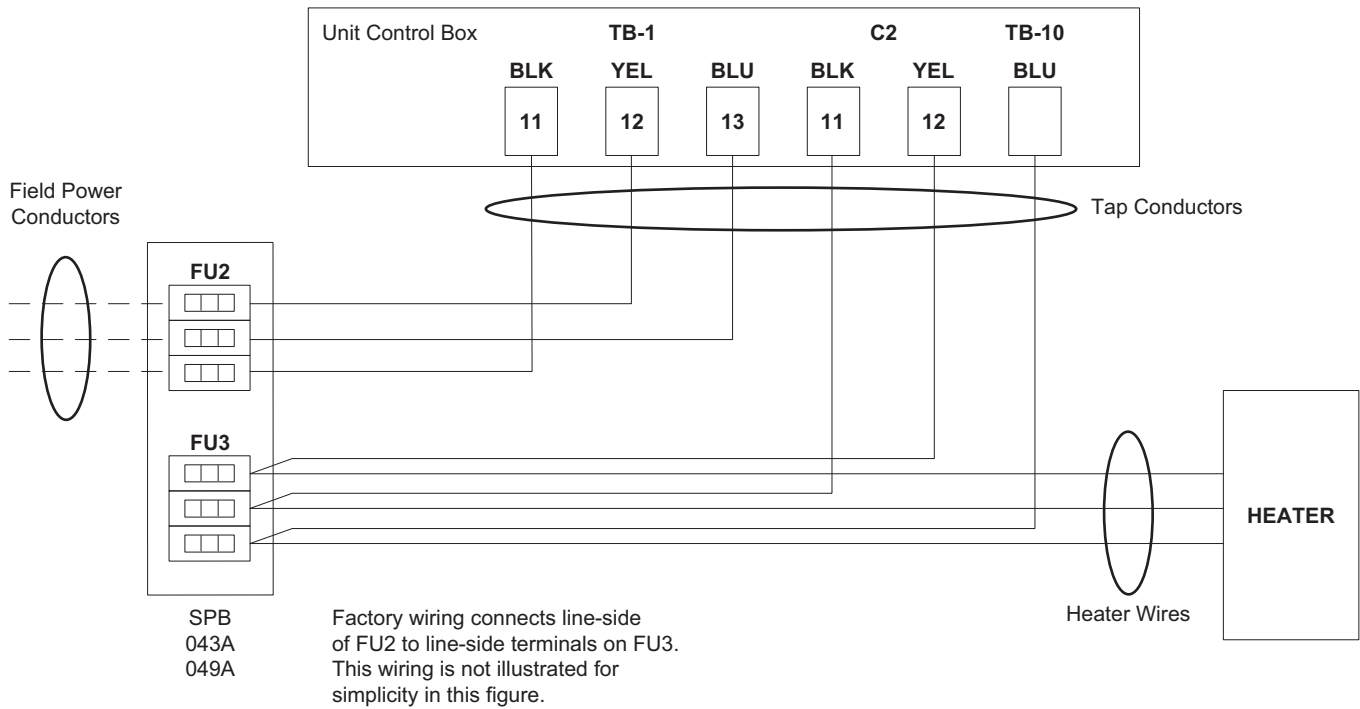 Unit Control Box TB-1 C2 TB-10
BLK YEL BLU BLK YEL BLU
11 12 13 11 12
Field Power
Conductors
Tap Conductors
FU2
FU3
HEATER
Heater Wires
SPB
043A
049A
Factory wiring connects line-side
of FU2 to line-side terminals on FU3.
This wiring is not illustrated for
simplicity in this figure.